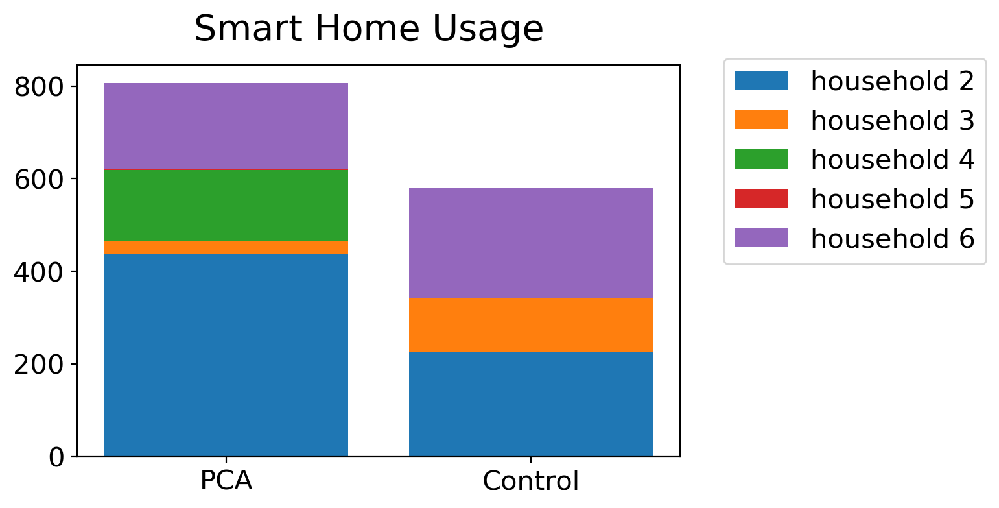 Smart Home Usage
800
600
400
200
0
PCA
Control
household 2
household 3
household 4
household 5
household 6